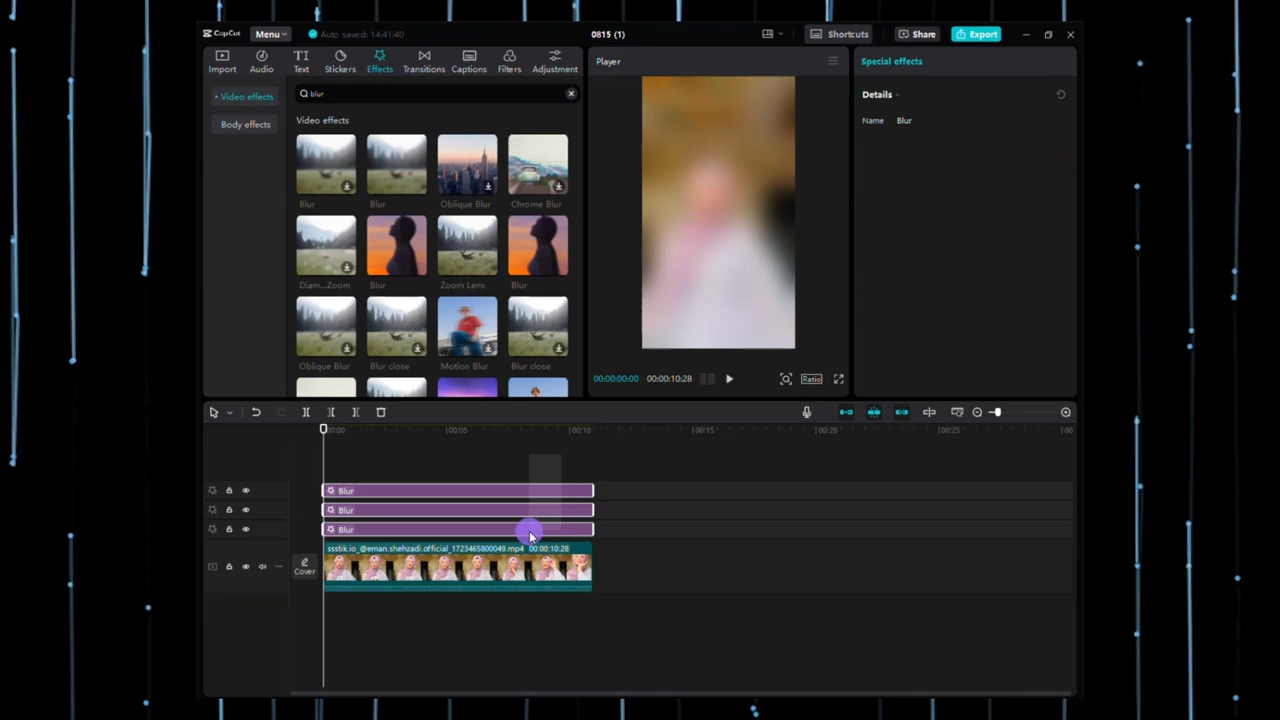 CapCut Menu Auto saved: 14:41:40 0815 (1) Shortcuts Share Export
Import Audio Text Stickers Effects Transitions Captions Filters Adjustment
Video effects
Body effects
blur
Video effects
Blur Blur Oblique Blur Chrome Blur
Diam...Zoom Blur Zoom Lens Blur
Oblique Blur Blur close Motion Blur Blur close
Player
00:00:00:00 00:00:10:28 Ratio
Special effects
Details
Name Blur
00:00 00:05 00:10 00:15 00:20 00:25 00
Blur
Blur
Blur
ssstik.io_@eman.shehzadi.official_1723465800049.mp4 00:00:10:28
Cover